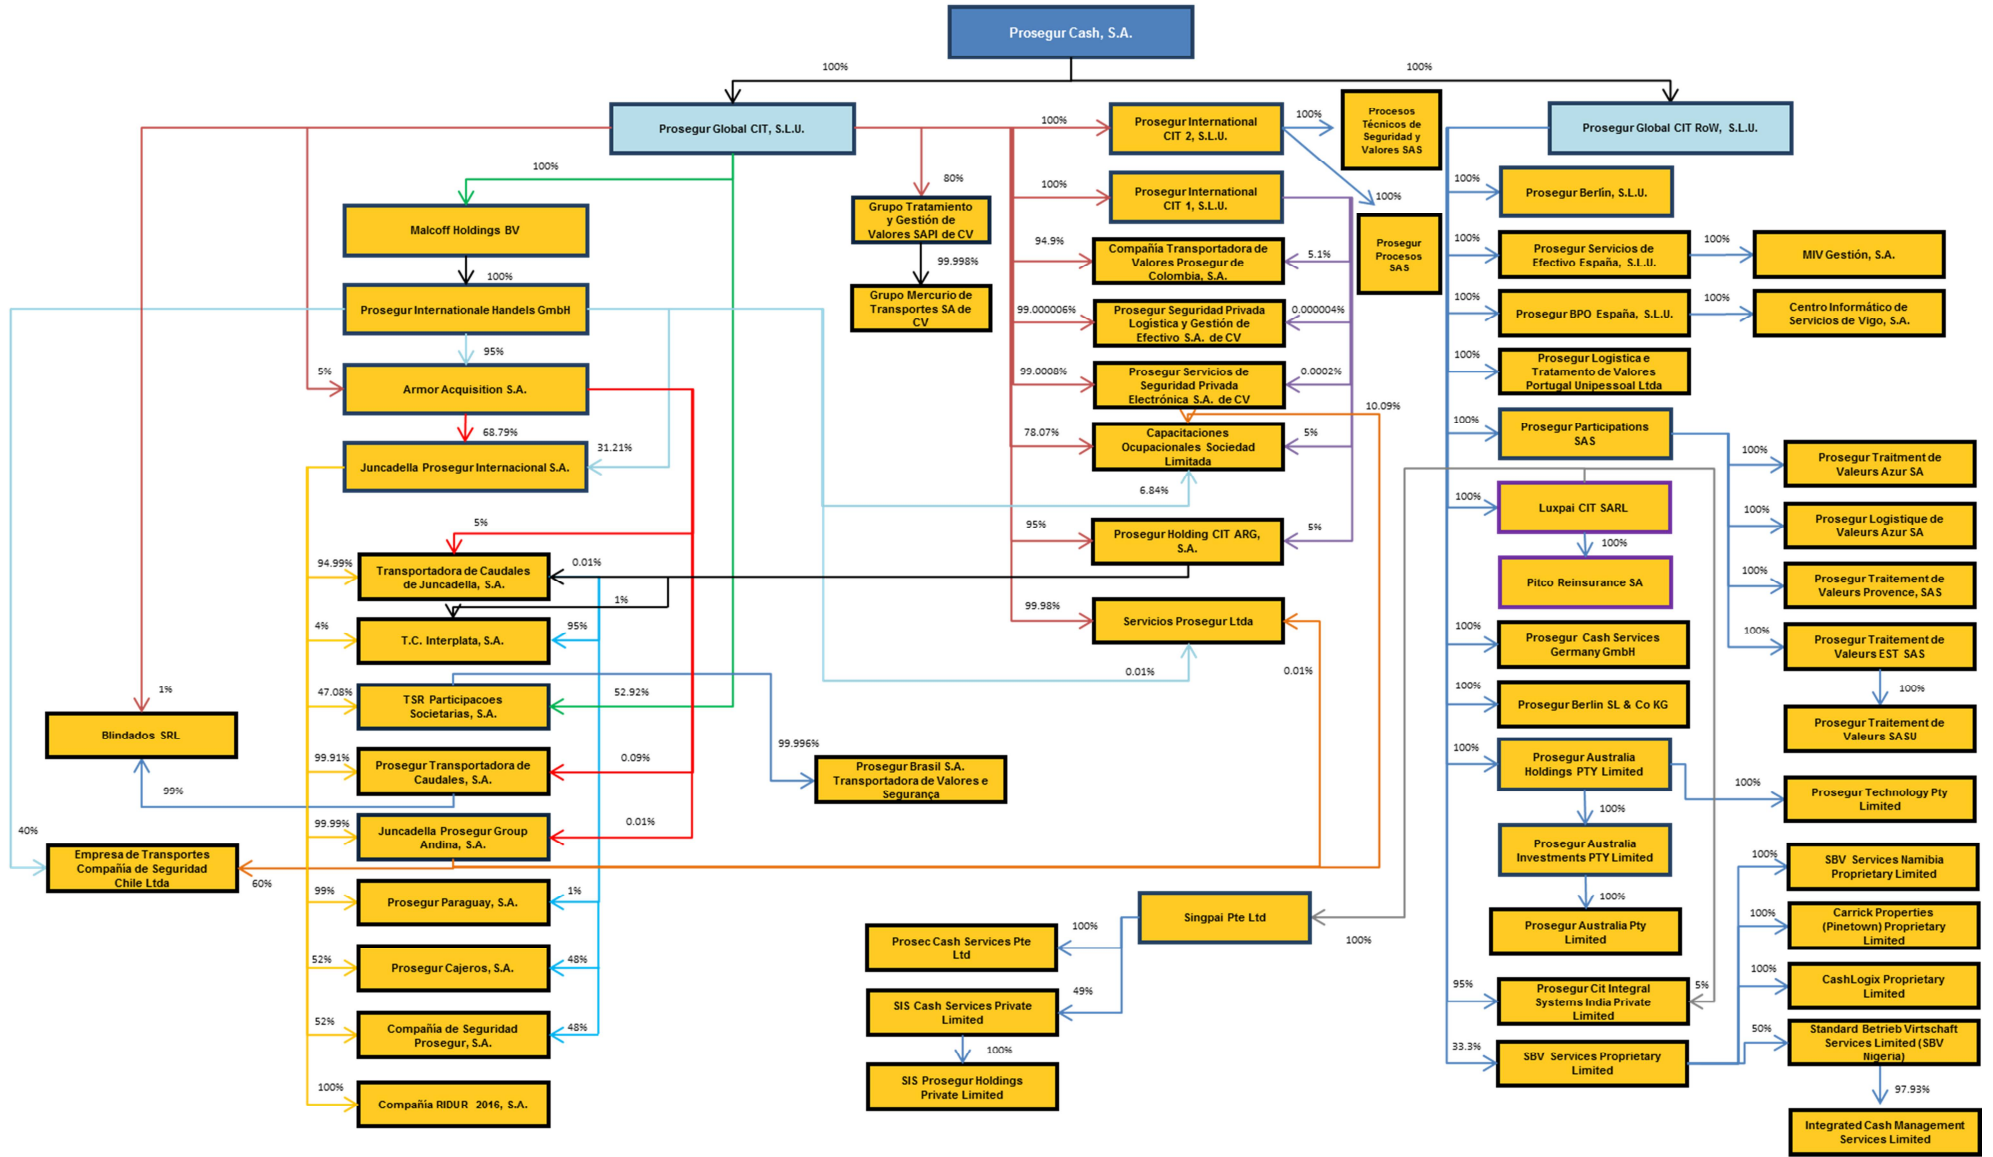 Prosegur Cash, S.A.
100%
100%
Prosegur Global CIT, S.L.U.
Prosegur Global CIT RoW, S.L.U.
100%
5%
1%
Malcoff Holdings BV
100%
Prosegur Internationale Handels GmbH
95%
Armor Acquisition S.A.
68.79%
31.21%
Juncadella Prosegur Internacional S.A.
5%
94.99%
Transportadora de Caudales
de Juncadella, S.A.
0.01%
1%
4%
T.C. Interplata, S.A.
95%
47.08%
TSR Participacoes
Societarias, S.A.
52.92%
99.91%
Prosegur Transportadora de
Caudales, S.A.
0.09%
Blindados SRL
99%
99.99%
Juncadella Prosegur Group
Andina, S.A.
0.01%
40%
Empresa de Transportes
Compañía de Seguridad
Chile Ltda
60%
99%
Prosegur Paraguay, S.A.
1%
52%
Prosegur Cajeros, S.A.
48%
52%
Compañía de Seguridad
Prosegur, S.A.
48%
100%
Compañía RIDUR 2016, S.A.
99.996%
Prosegur Brasil S.A.
Transportadora de Valores e
Segurança
80%
Grupo Tratamiento
y Gestión de
Valores SAPI de CV
99.998%
Grupo Mercurio de
Transportes SA de
CV
100%
Prosegur International
CIT 2, S.L.U.
100%
Procesos
Técnicos de
Seguridad y
Valores SAS
100%
Prosegur
Procesos
SAS
100%
Prosegur International
CIT 1, S.L.U.
94.9%
Compañía Transportadora de
Valores Prosegur de
Colombia, S.A.
5.1%
99.000006%
Prosegur Seguridad Privada
Logística y Gestión de
Efectivo S.A. de CV
0.000004%
99.0008%
Prosegur Servicios de
Seguridad Privada
Electrónica S.A. de CV
0.0002%
10.09%
78.07%
Capacitaciones
Ocupacionales Sociedad
Limitada
5%
6.84%
95%
Prosegur Holding CIT ARG,
S.A.
5%
99.98%
Servicios Prosegur Ltda
0.01%
0.01%
Singpai Pte Ltd
100%
100%
Prosec Cash Services Pte
Ltd
49%
SIS Cash Services Private
Limited
100%
SIS Prosegur Holdings
Private Limited
100%
Prosegur Berlín, S.L.U.
100%
Prosegur Servicios de
Efectivo España, S.L.U.
100%
MIV Gestión, S.A.
100%
Prosegur BPO España, S.L.U.
100%
Centro Informático de
Servicios de Vigo, S.A.
100%
Prosegur Logistica e
Tratamento de Valores
Portugal Unipessoal Ltda
100%
Prosegur Participations
SAS
100%
Prosegur Traitment de
Valeurs Azur SA
100%
Prosegur Logistique de
Valeurs Azur SA
100%
Prosegur Traitement de
Valeurs Provence, SAS
100%
Prosegur Traitement de
Valeurs EST SAS
100%
Prosegur Traitement de
Valeurs SASU
100%
Luxpai CIT SARL
100%
Pitco Reinsurance SA
100%
Prosegur Cash Services
Germany GmbH
100%
Prosegur Berlin SL & Co KG
100%
Prosegur Australia
Holdings PTY Limited
100%
Prosegur Technology Pty
Limited
100%
Prosegur Australia
Investments PTY Limited
100%
Prosegur Australia Pty
Limited
95%
Prosegur Cit Integral
Systems India Private
Limited
5%
33.3%
SBV Services Proprietary
Limited
100%
SBV Services Namibia
Proprietary Limited
100%
Carrick Properties
(Pinetown) Proprietary
Limited
100%
CashLogix Proprietary
Limited
50%
Standard Betrieb Virtschaft
Services Limited (SBV
Nigeria)
97.93%
Integrated Cash Management
Services Limited